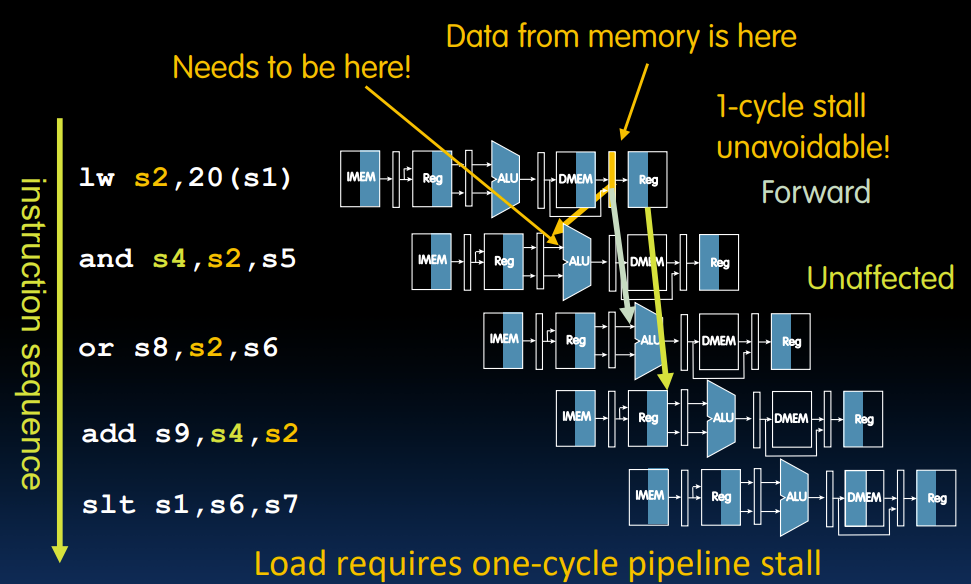 Data from memory is here
Needs to be here!
1-cycle stall
unavoidable!
Forward
Unaffected
instruction sequence
lw s2,20(s1)
IMEM Reg ALU DMEM Reg
and s4,s2,s5
IMEM Reg ALU DMEM Reg
or s8,s2,s6
IMEM Reg ALU DMEM Reg
add s9,s4,s2
IMEM Reg ALU DMEM Reg
slt s1,s6,s7
IMEM Reg ALU DMEM Reg
Load requires one-cycle pipeline stall